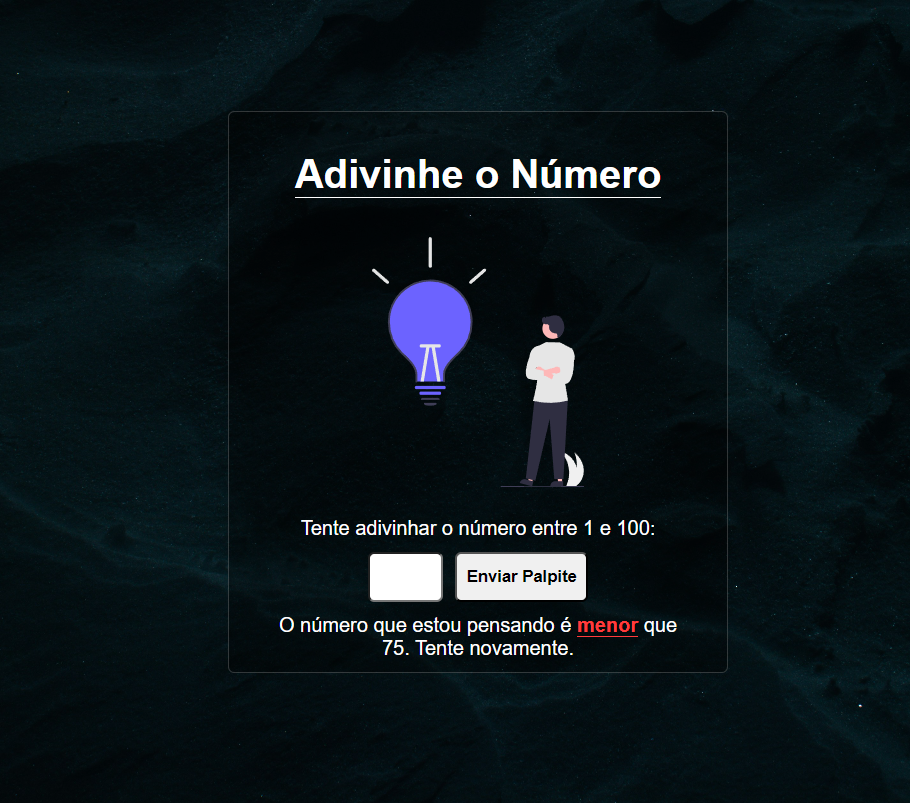 Adivinhe o Número
Tente adivinhar o número entre 1 e 100:
Enviar Palpite
O número que estou pensando é menor que
75. Tente novamente.